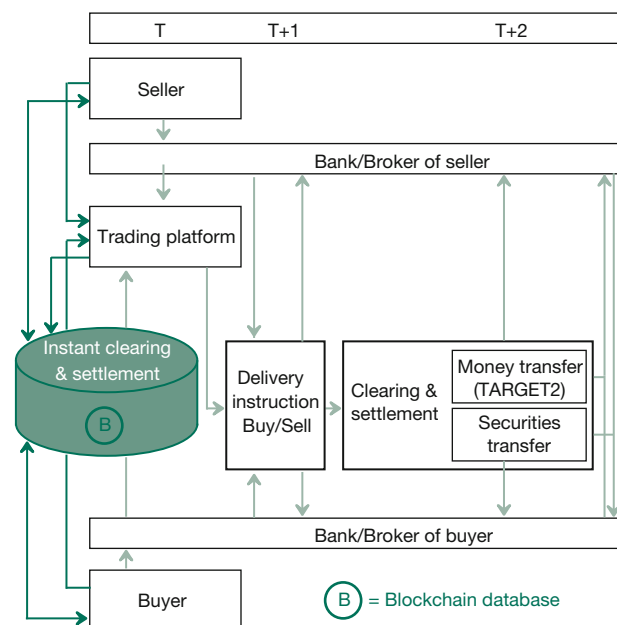 T T+1 T+2
Seller
Bank/Broker of seller
Trading platform
Instant clearing
& settlement
B
Delivery
instruction
Buy/Sell
Clearing &
settlement
Money transfer
(TARGET2)
Securities
transfer
Bank/Broker of buyer
Buyer
B = Blockchain database